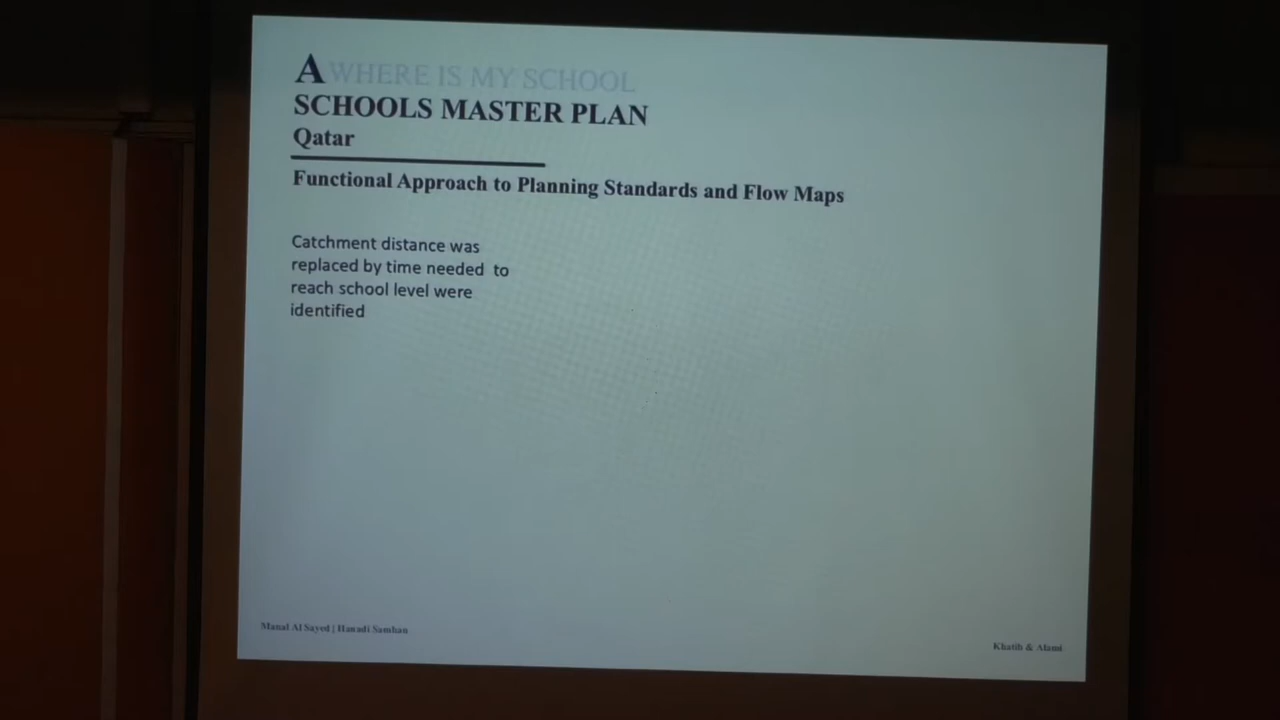 A WHERE IS MY SCHOOL
SCHOOLS MASTER PLAN
Qatar
Functional Approach to Planning Standards and Flow Maps
Catchment distance was
replaced by time needed to
reach school level were
identified
Manal Al Sayed | Hanadi Samhan
Khatib & Alami